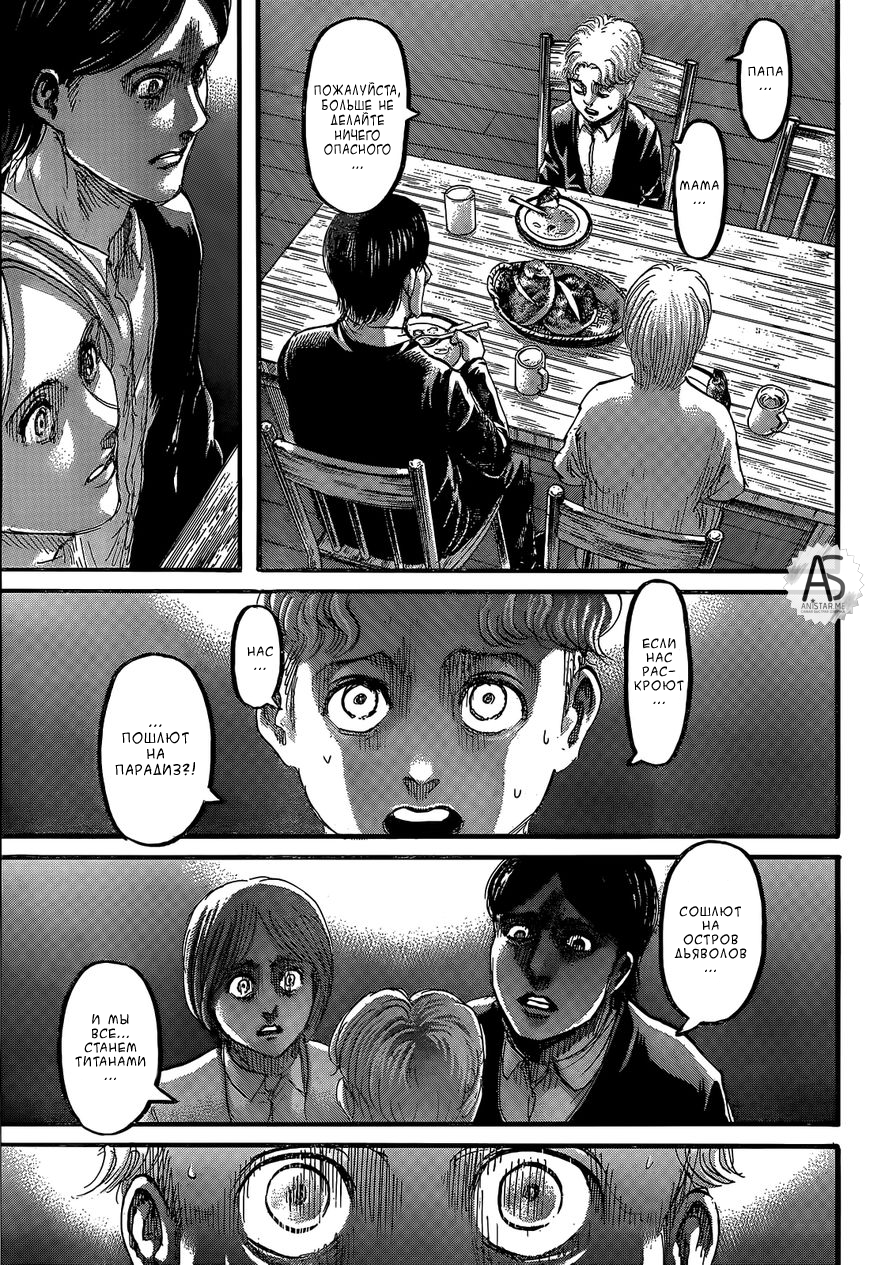 ПАПА
...
МАМА
...
ПОЖАЛУЙСТА,
БОЛЬШЕ НЕ
ДЕЛАЙТЕ
НИЧЕГО
ОПАСНОГО
...
ЕСЛИ
НАС
РАС-
КРОЮТ
...
НАС
...
...
ПОШЛЮТ
НА
ПАРАДИЗ?!
СОШЛЮТ
НА
ОСТРОВ
ДЬЯВОЛОВ
...
И МЫ
ВСЕ...
СТАНЕМ
ТИТАНАМИ
...
AS
ANISTAR.ME